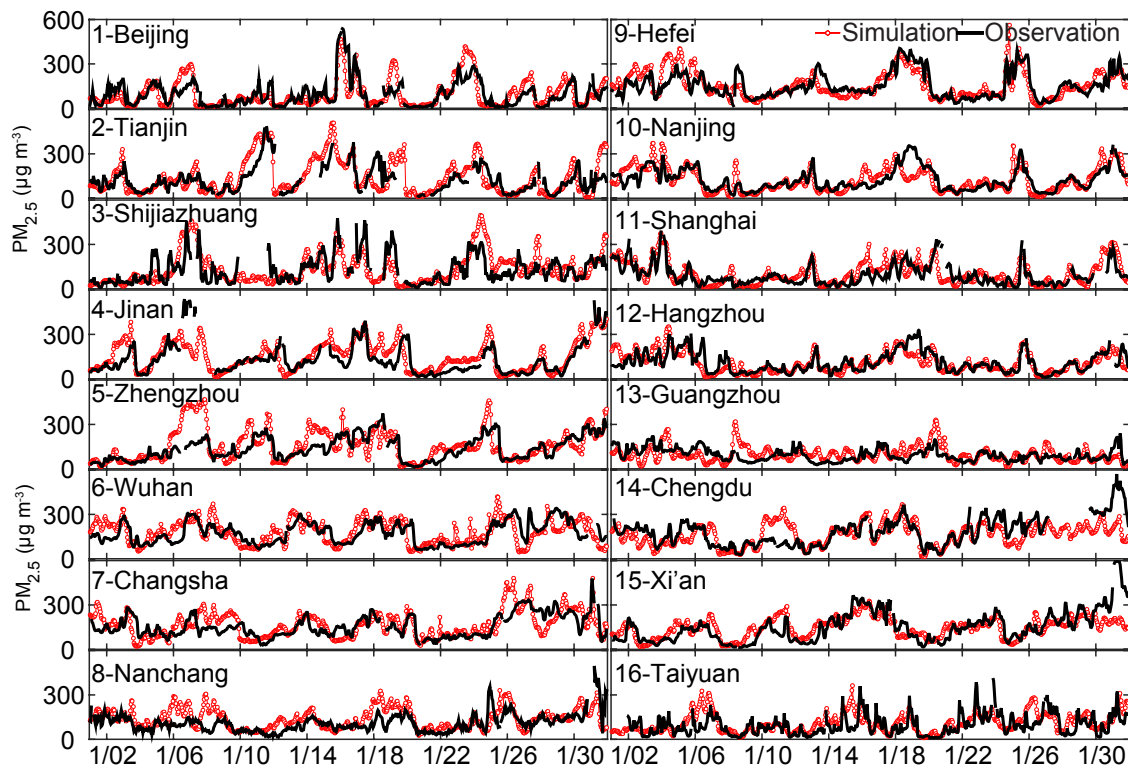 600
1-Beijing
9-Hefei
Simulation
Observation
300
0
2-Tianjin
10-Nanjing
300
0
3-Shijiazhuang
11-Shanghai
300
0
4-Jinan
12-Hangzhou
300
0
5-Zhengzhou
13-Guangzhou
300
0
6-Wuhan
14-Chengdu
300
0
7-Changsha
15-Xi'an
300
0
8-Nanchang
16-Taiyuan
300
0
PM2.5 (µg m-3)
PM2.5 (µg m-3)
1/02 1/06 1/10 1/14 1/18 1/22 1/26 1/30 1/02 1/06 1/10 1/14 1/18 1/22 1/26 1/30